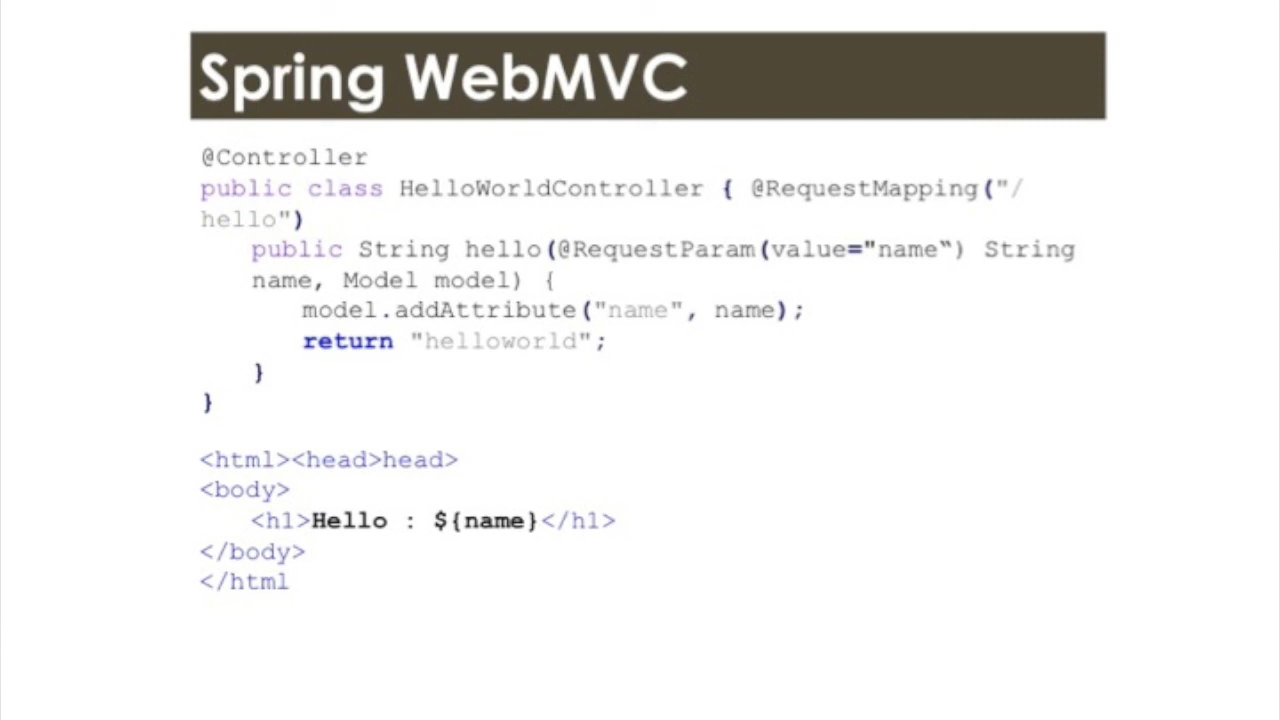 Spring WebMVC
@Controller
public class HelloWorldController { @RequestMapping("/
hello")
public String hello(@RequestParam(value="name“) String
name, Model model) {
model.addAttribute("name", name);
return "helloworld";
}
}
<html><head>head>
<body>
<h1>Hello : ${name}</h1>
</body>
</html